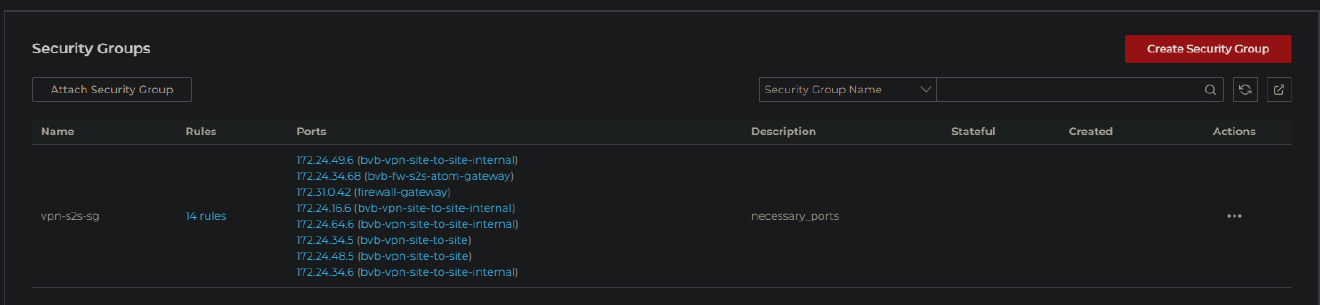 Security Groups
Create Security Group
Attach Security Group
Security Group Name
Name Rules Ports Description Stateful Created Actions
172.24.49.6 (bvb-vpn-site-to-site-internal)
172.24.34.68 (bvb-fw-s2s-atom-gateway)
172.31.0.42 (firewall-gateway)
172.24.16.6 (bvb-vpn-site-to-site-internal)
vpn-s2s-sg 14 rules necessary_ports
172.24.64.6 (bvb-vpn-site-to-site-internal)
172.24.34.5 (bvb-vpn-site-to-site)
172.24.48.5 (bvb-vpn-site-to-site)
172.24.34.6 (bvb-vpn-site-to-site-internal)